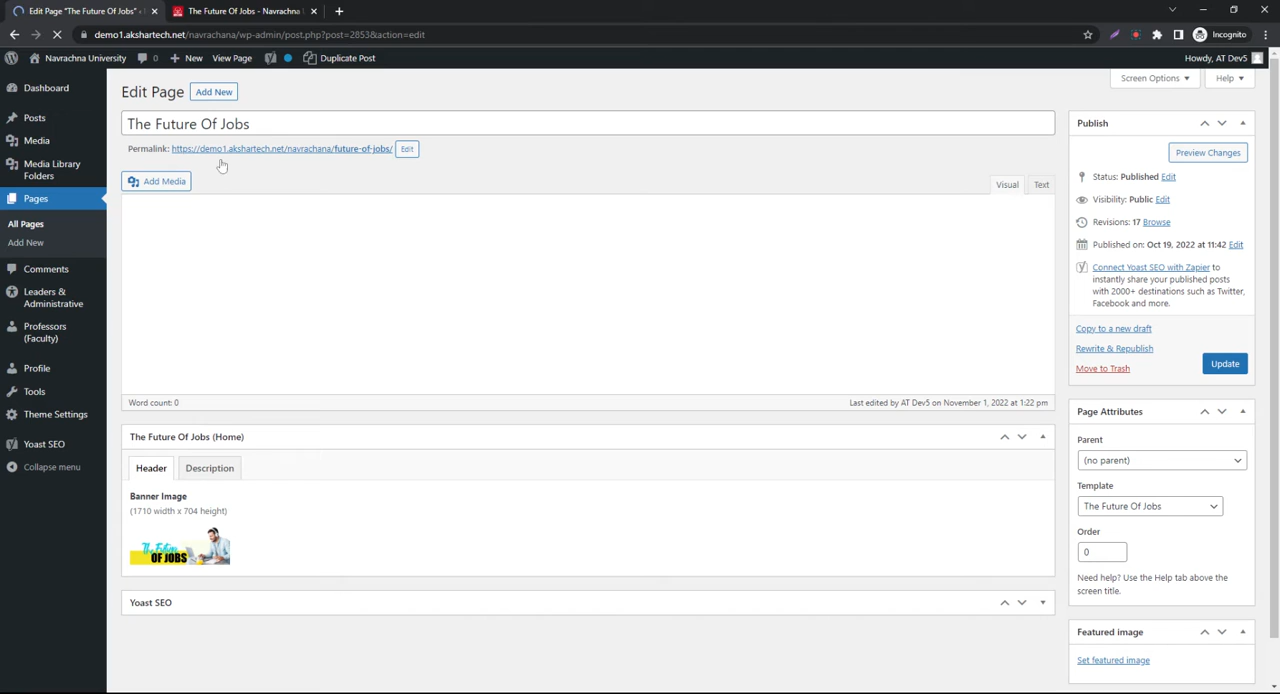 Edit Page "The Future Of Jobs" ‹
The Future Of Jobs - Navrachna U
demo1.akshartech.net/navrachana/wp-admin/post.php?post=2853&action=edit
Incognito
Navrachna University
0
New
View Page
Duplicate Post
Howdy, AT Dev5
Dashboard
Posts
Media
Media Library
Folders
Pages
All Pages
Add New
Comments
Leaders &
Administrative
Professors
(Faculty)
Profile
Tools
Theme Settings
Yoast SEO
Collapse menu
Screen Options
Help
Edit Page
Add New
The Future Of Jobs
Permalink: https://demo1.akshartech.net/navrachana/future-of-jobs/
Edit
Add Media
Visual
Text
Word count: 0
Last edited by AT Dev5 on November 1, 2022 at 1:22 pm
The Future Of Jobs (Home)
Header
Description
Banner Image
(1710 width x 704 height)
The Future
OF JOBS
Yoast SEO
Publish
Preview Changes
Status: Published Edit
Visibility: Public Edit
Revisions: 17 Browse
Published on: Oct 19, 2022 at 11:42 Edit
Connect Yoast SEO with Zapier to
instantly share your published posts
with 2000+ destinations such as Twitter,
Facebook and more.
Copy to a new draft
Rewrite & Republish
Move to Trash
Update
Page Attributes
Parent
(no parent)
Template
The Future Of Jobs
Order
0
Need help? Use the Help tab above the
screen title.
Featured image
Set featured image